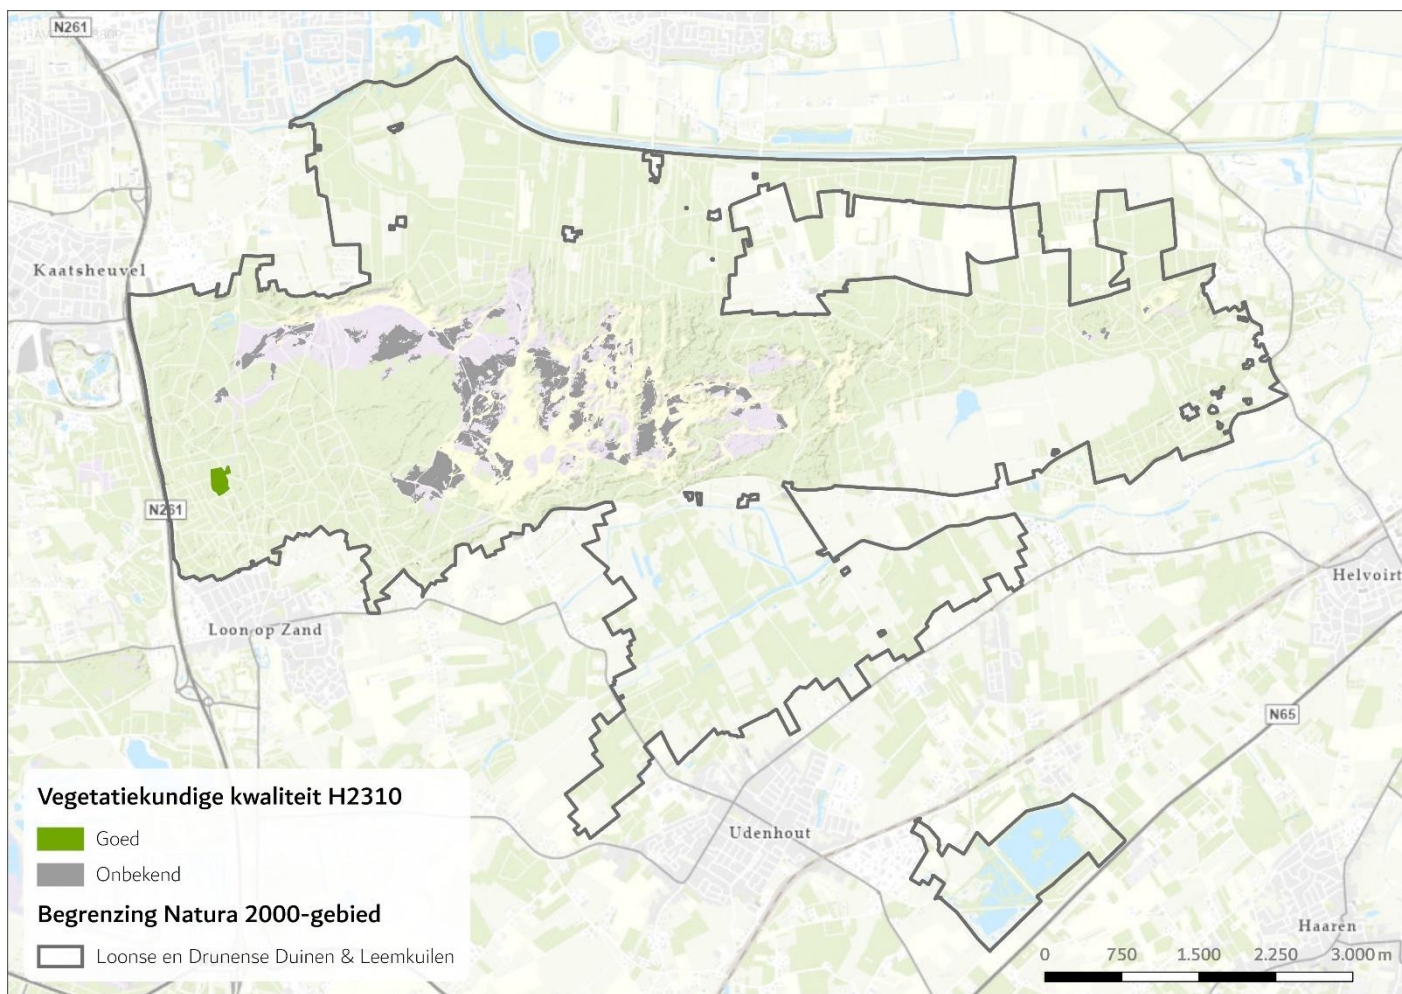 N261
Kaatsheuvel
N261
Loon op Zand
Helvoirt
N65
Udenhout
Haaren
Vegetatiekundige kwaliteit H2310
Goed
Onbekend
Begrenzing Natura 2000-gebied
Loonse en Drunense Duinen & Leemkuilen
0 750 1.500 2.250 3.000 m